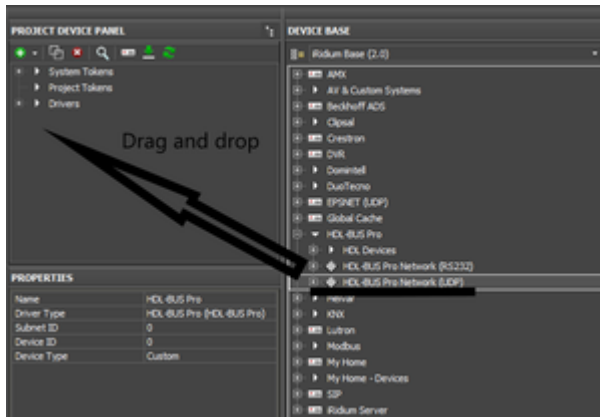 PROJECT DEVICE PANEL
System Tokens
Project Tokens
Drivers
Drag and drop
PROPERTIES
Name HDL-BUS Pro
Driver Type HDL-BUS Pro (HDL-BUS Pro)
Subnet ID 0
Device ID 0
Device Type Custom
DEVICE BASE
iRidium Base (2.0)
AMX
AV & Custom Systems
Beckhoff ADS
Clipsal
Crestron
DVR
Domintell
DuoTecno
EPSNET (UDP)
Global Cache
HDL-BUS Pro
HDL Devices
HDL-BUS Pro Network (RS232)
HDL-BUS Pro Network (UDP)
Helvar
KNX
Lutron
Modbus
My Home
My Home - Devices
SIP
iRidium Server